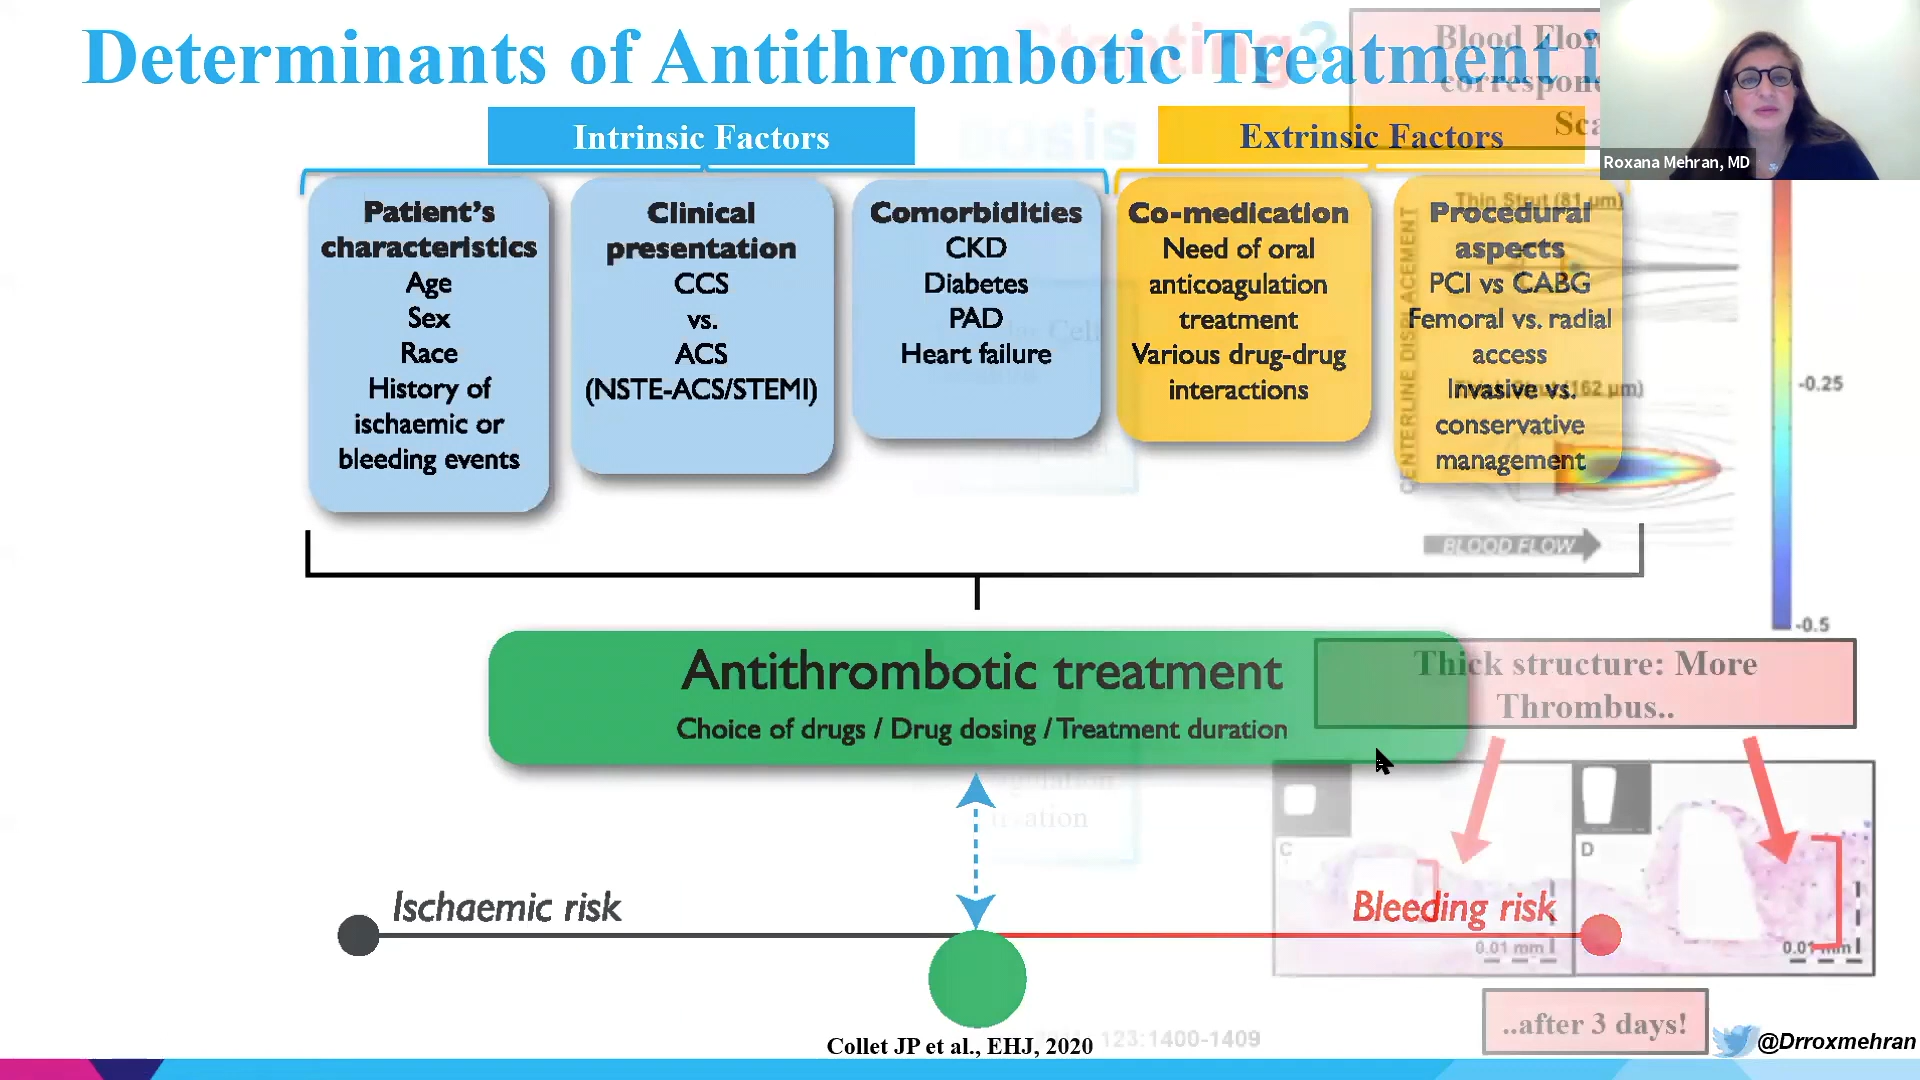 Determinants of Antithrombotic Treatment
Stenting?
Blood Flow
Intrinsic Factors
Extrinsic Factors
Roxana Mehran, MD
Patient's
characteristics
Age
Sex
Race
History of
ischaemic or
bleeding events
Clinical
presentation
CCS
vs.
ACS
(NSTE-ACS/STEMI)
Comorbidities
CKD
Diabetes
PAD
Heart failure
Co-medication
Need of oral
anticoagulation
treatment
Various drug-drug
interactions
Procedural
aspects
PCI vs CABG
Femoral vs. radial
access
Invasive vs.
conservative
management
Thin Strut (81 µm)
CENTERLINE DISPLACEMENT
-0.25
BLOOD FLOW
-0.5
Antithrombotic treatment
Choice of drugs / Drug dosing / Treatment duration
Thick structure: More
Thrombus..
C
D
Ischaemic risk
Bleeding risk
0.01 mm
0.01 mm
..after 3 days!
Collet JP et al., EHJ, 2020
123:1400-1409
@Drroxmehran